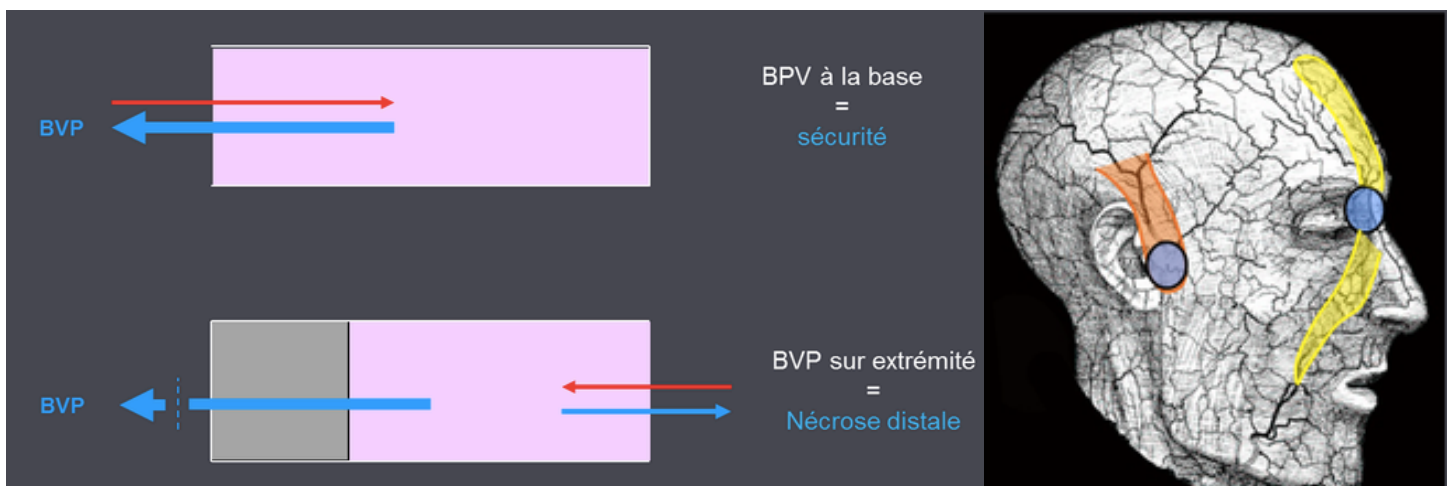 BVP
BPV à la base
=
sécurité
BVP
BVP sur extrémité
=
Nécrose distale